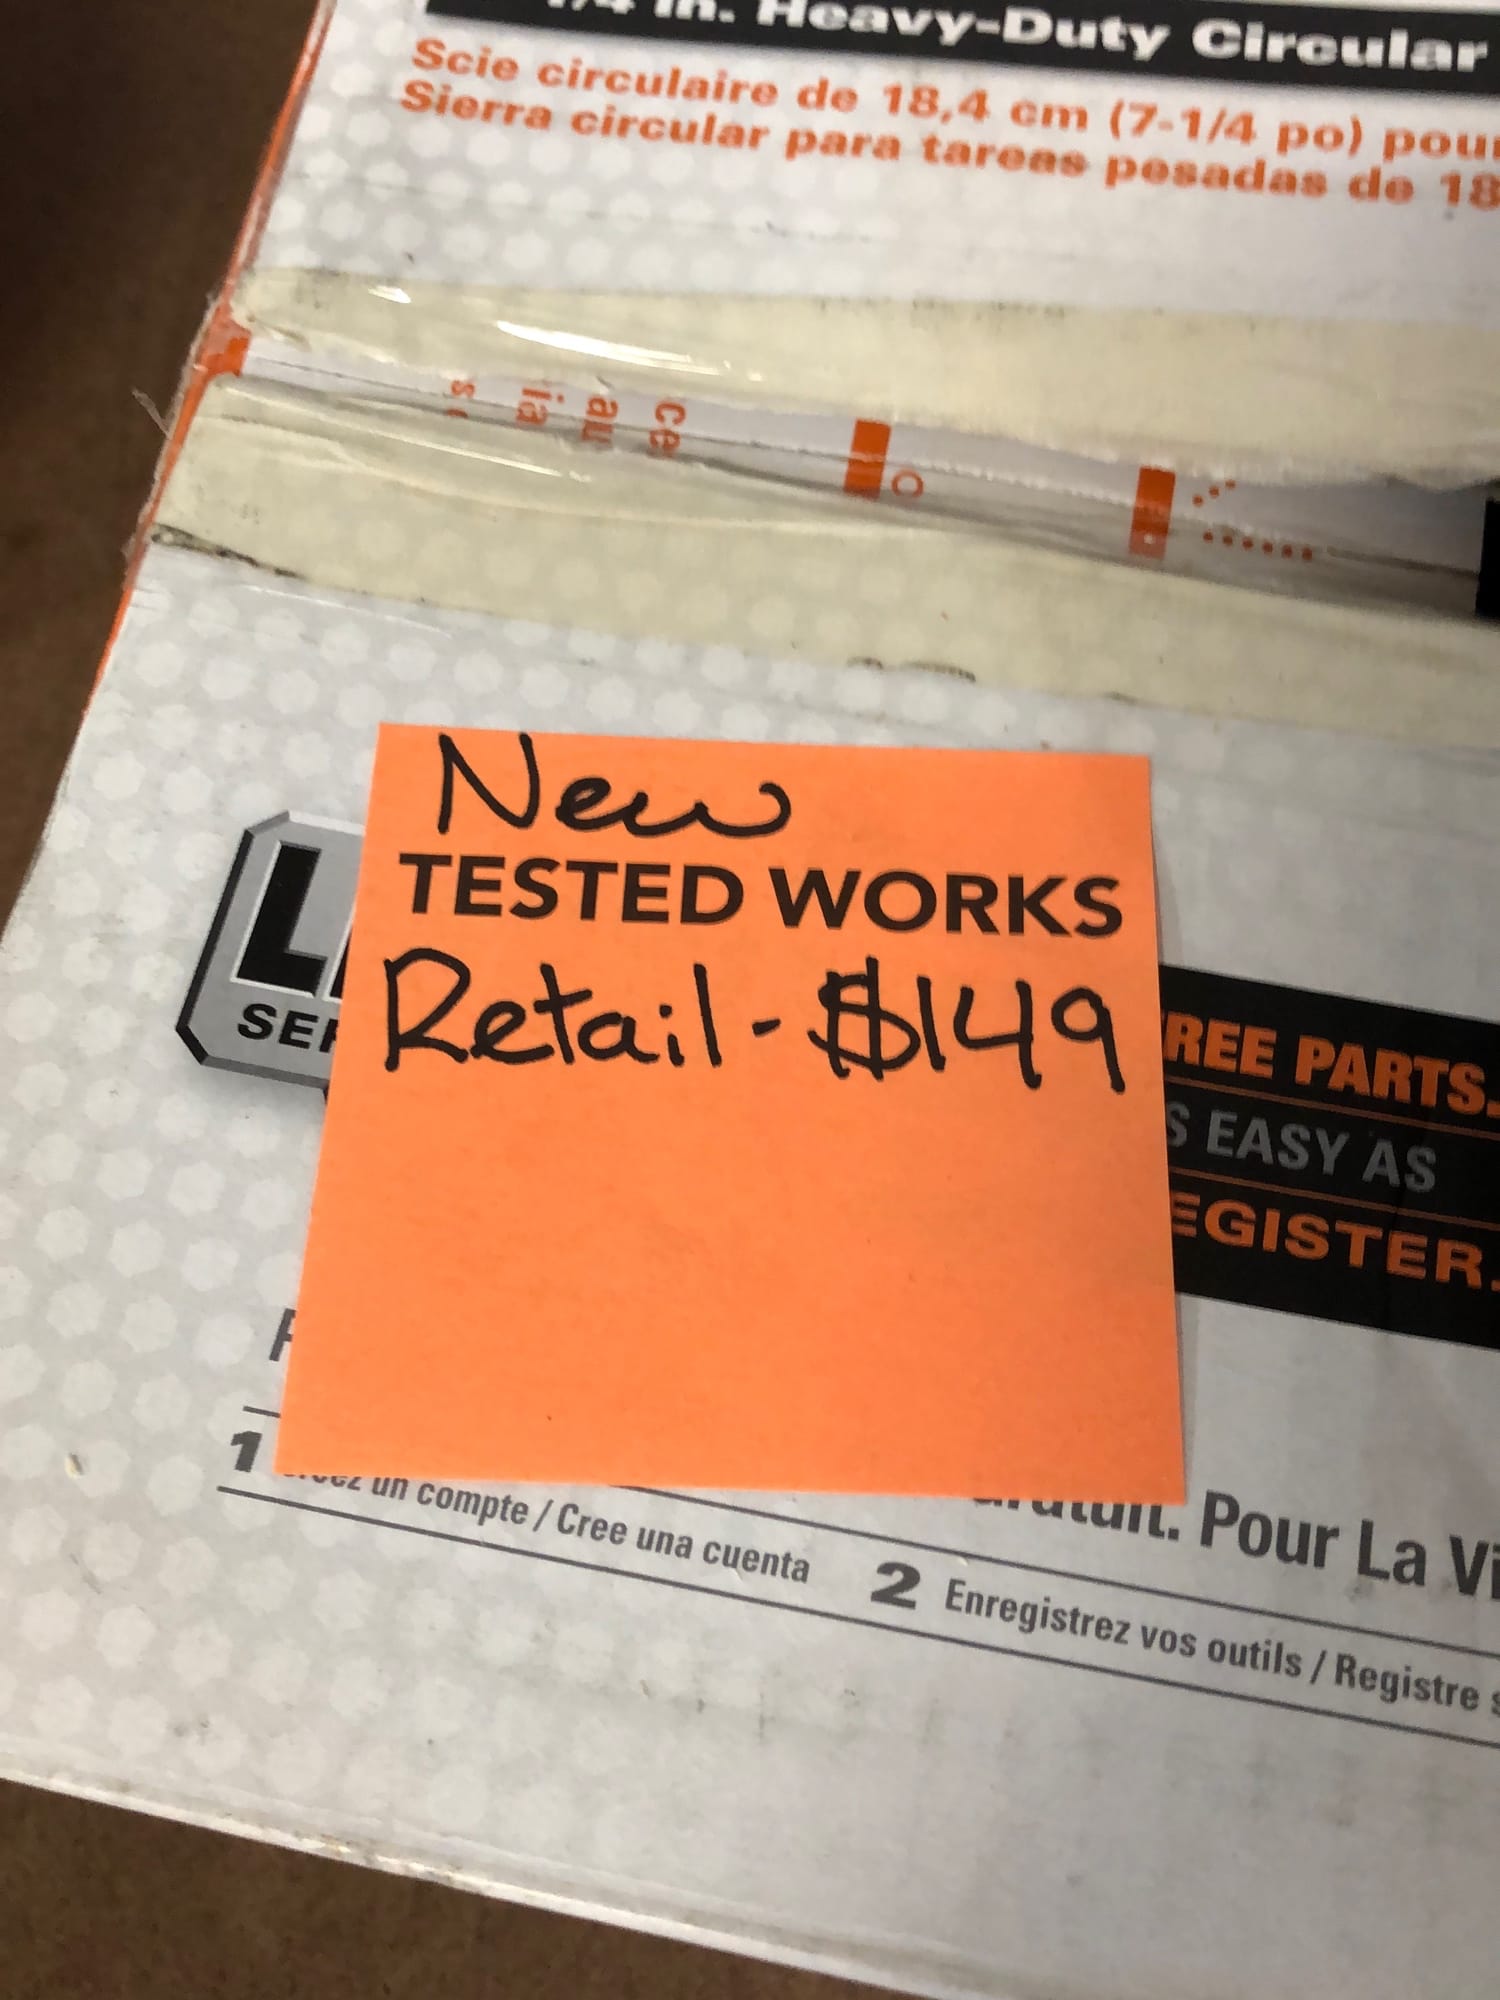 in. Heavy-Duty Circular
Scie circulaire de 18,4 cm (7-1/4 po) pour
Sierra circular para tareas pesadas de 18
New
TESTED WORKS
Retail - $149
REE PARTS.
S EASY AS
EGISTER.
Pour La Vi
1 un compte / Cree una cuenta
2 Enregistrez vos outils / Registre s